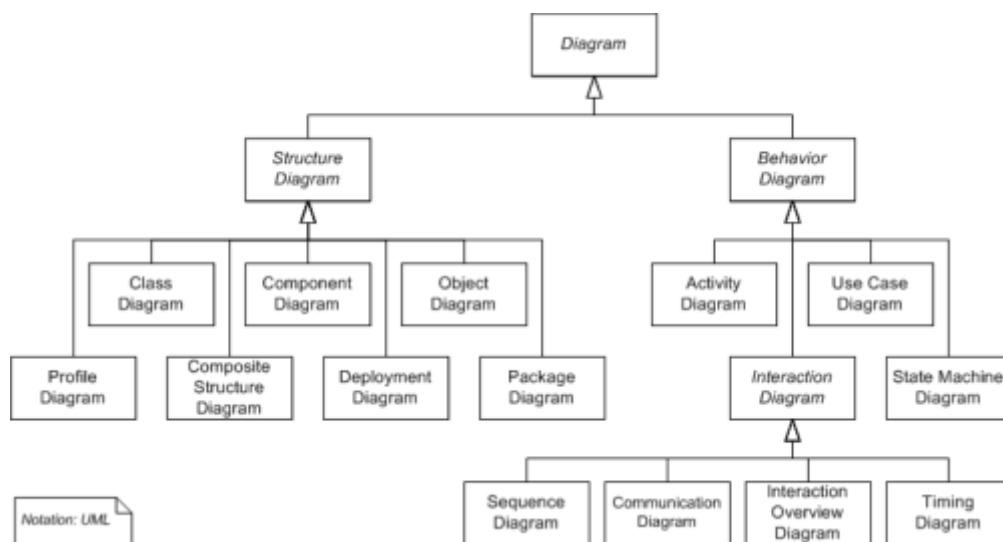 Diagram
Structure
Diagram
Behavior
Diagram
Class
Diagram
Component
Diagram
Object
Diagram
Activity
Diagram
Use Case
Diagram
Profile
Diagram
Composite
Structure
Diagram
Deployment
Diagram
Package
Diagram
Interaction
Diagram
State Machine
Diagram
Sequence
Diagram
Communication
Diagram
Interaction
Overview
Diagram
Timing
Diagram
Notation: UML